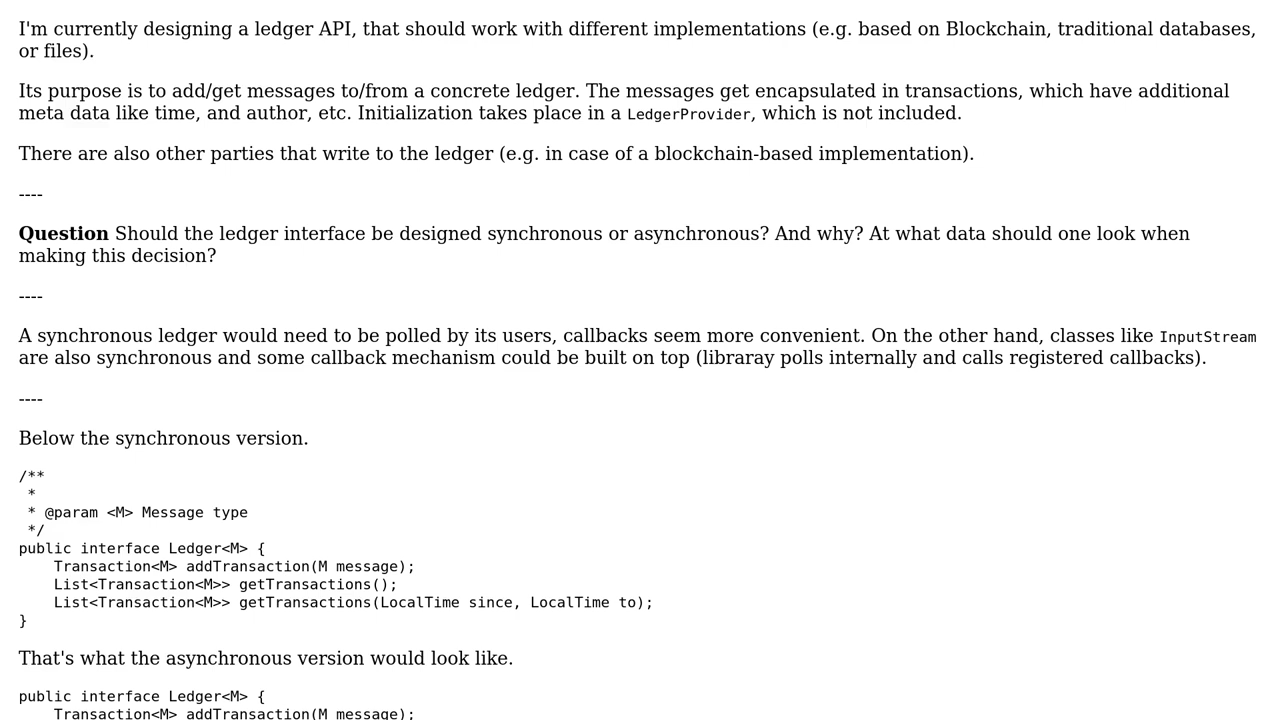 I'm currently designing a ledger API, that should work with different implementations (e.g. based on Blockchain, traditional databases,
or files).
Its purpose is to add/get messages to/from a concrete ledger. The messages get encapsulated in transactions, which have additional
meta data like time, and author, etc. Initialization takes place in a LedgerProvider, which is not included.
There are also other parties that write to the ledger (e.g. in case of a blockchain-based implementation).
----
Question Should the ledger interface be designed synchronous or asynchronous? And why? At what data should one look when
making this decision?
----
A synchronous ledger would need to be polled by its users, callbacks seem more convenient. On the other hand, classes like InputStream
are also synchronous and some callback mechanism could be built on top (libraray polls internally and calls registered callbacks).
----
Below the synchronous version.
/**
 *
 * @param <M> Message type
 */
public interface Ledger<M> {
    Transaction<M> addTransaction(M message);
    List<Transaction<M>> getTransactions();
    List<Transaction<M>> getTransactions(LocalTime since, LocalTime to);
}
That's what the asynchronous version would look like.
public interface Ledger<M> {
    Transaction<M> addTransaction(M message);